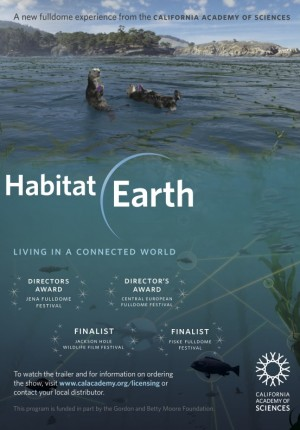 A new fulldome experience from the CALIFORNIA ACADEMY OF SCIENCES
Habitat Earth
LIVING IN A CONNECTED WORLD
DIRECTORS
AWARD
JENA FULLDOME
FESTIVAL
DIRECTOR'S
AWARD
CENTRAL EUROPEAN
FULLDOME FESTIVAL
FINALIST
JACKSON HOLE
WILDLIFE FILM FESTIVAL
FINALIST
FISKE FULLDOME
FESTIVAL
To watch the trailer and for information on ordering
the show, visit www.calacademy.org/licensing or
contact your local distributor.
This program is funded in part by the Gordon and Betty Moore Foundation.
CALIFORNIA
ACADEMY OF
SCIENCES